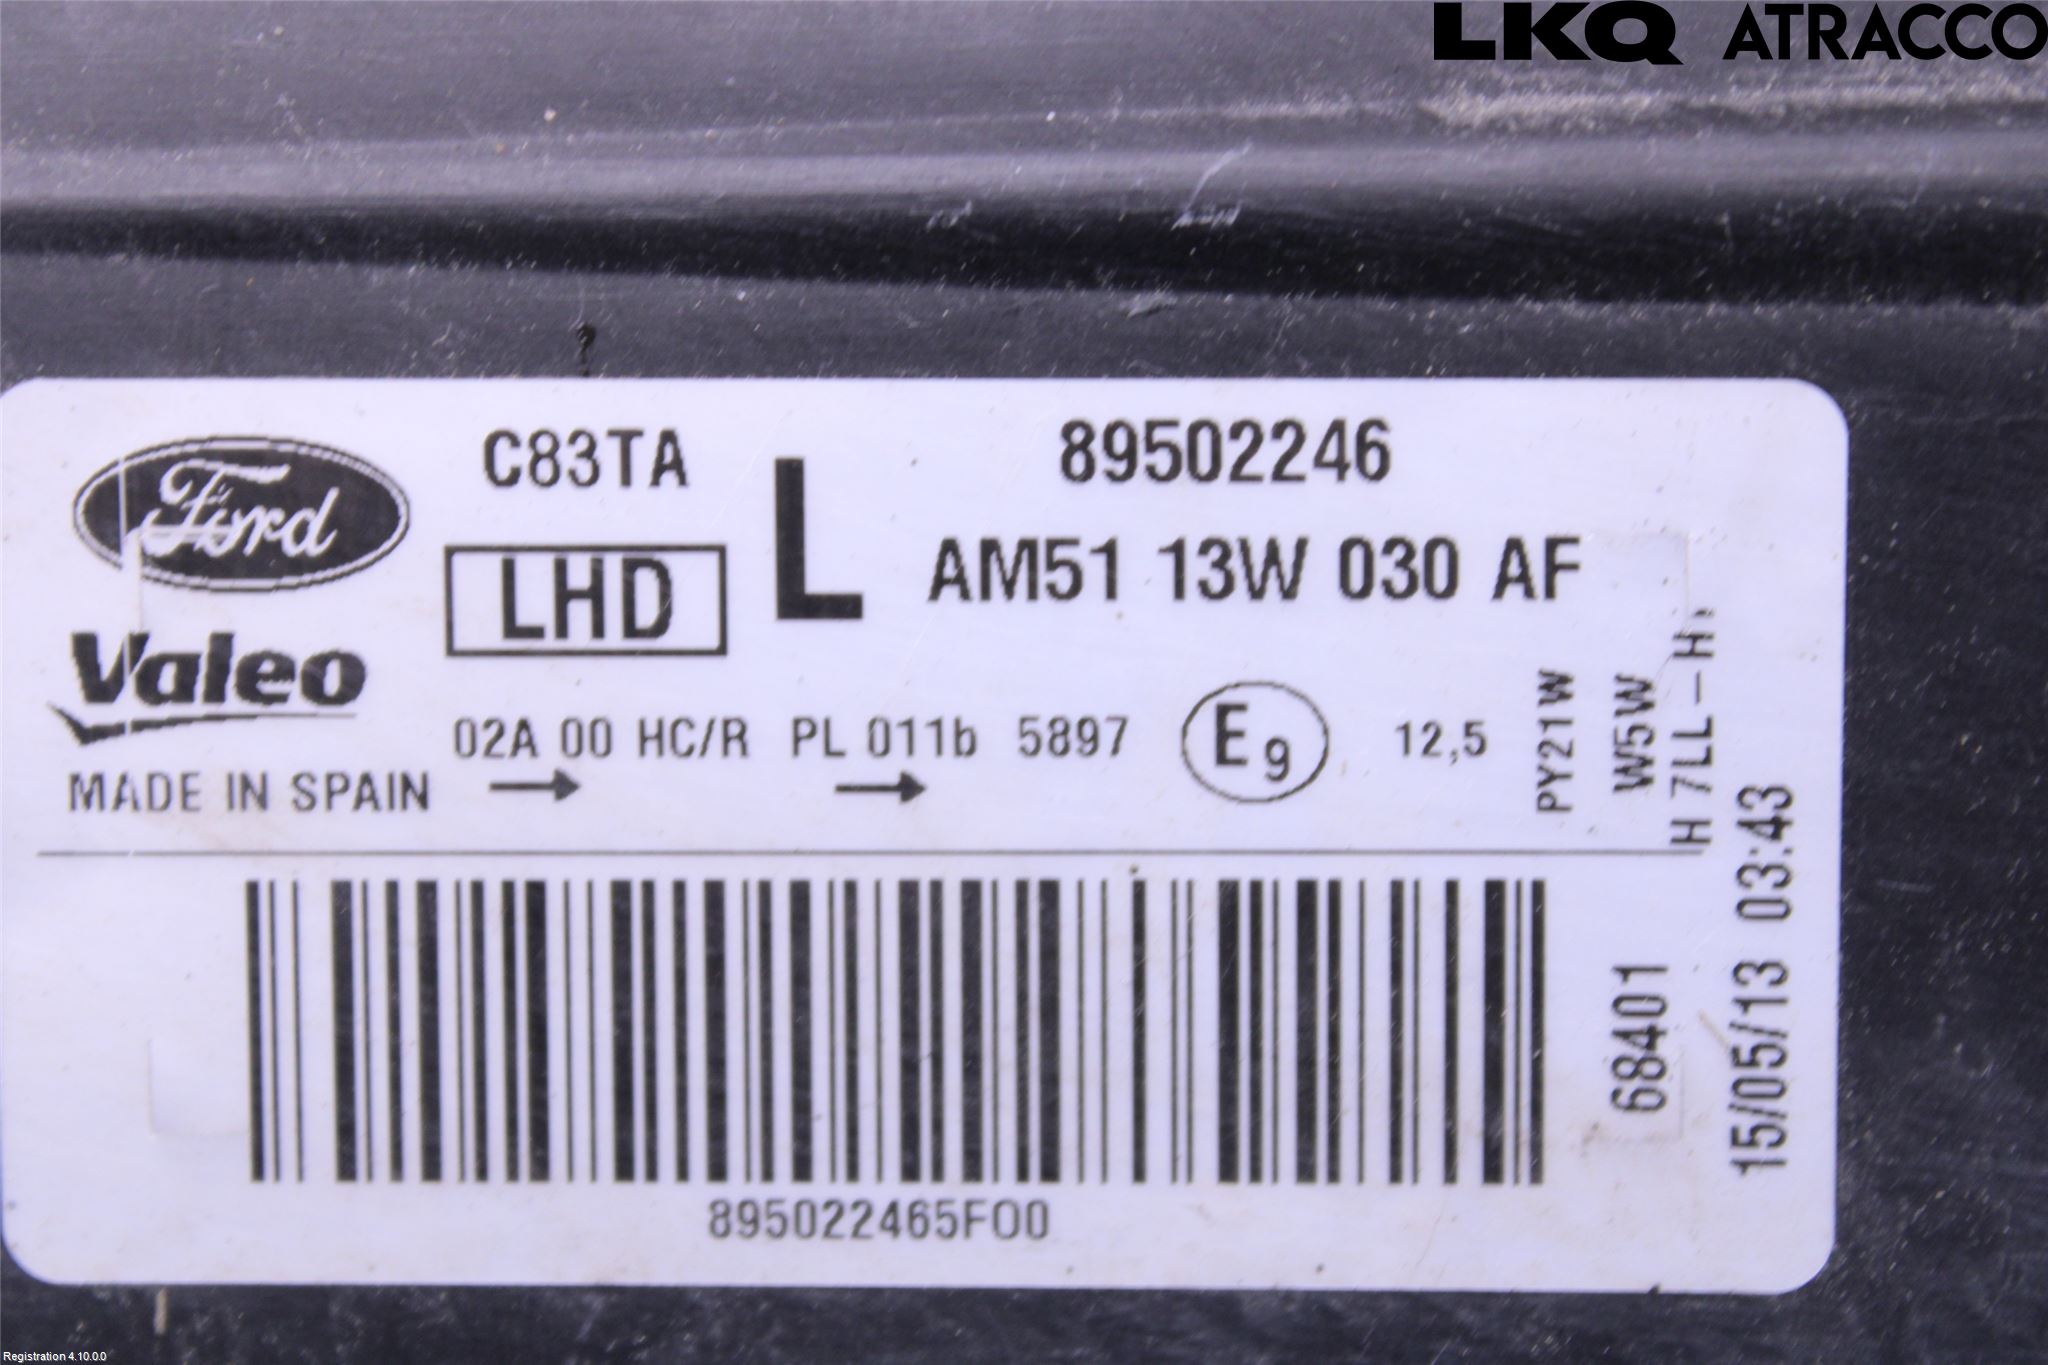 LKQ ATRACCO
Ford
C83TA
L
89502246
LHD
AM51 13W 030 AF
Valeo
MADE IN SPAIN
02A 00 HC/R PL 011b 5897 E9 12,5
PY21W
W5W
H 7LL-H1
895022465F00
68401
15/05/13 03:43
Registration 4.10.0.0